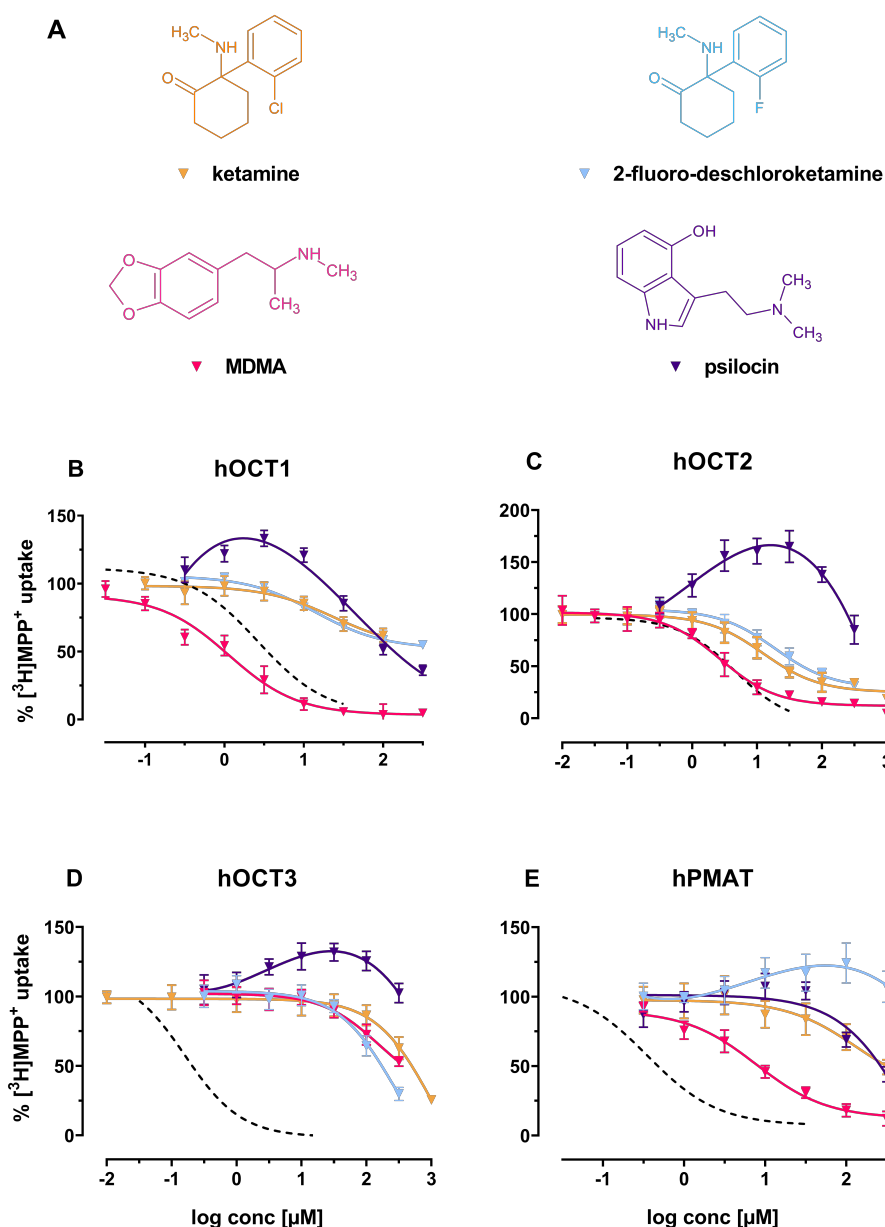 A
H₃C
NH
O
Cl
ketamine
H₃C
NH
O
F
2-fluoro-deschloroketamine
O
O
NH
CH₃
CH₃
MDMA
OH
NH
CH₃
N
CH₃
psilocin
B
hOCT1
% [³H]MPP⁺ uptake
150
100
50
0
-1 0 1 2
C
hOCT2
200
150
100
50
0
-2 -1 0 1 2 3
D
hOCT3
% [³H]MPP⁺ uptake
150
100
50
0
-2 -1 0 1 2 3
log conc [µM]
E
hPMAT
150
100
50
0
-1 0 1 2
log conc [µM]